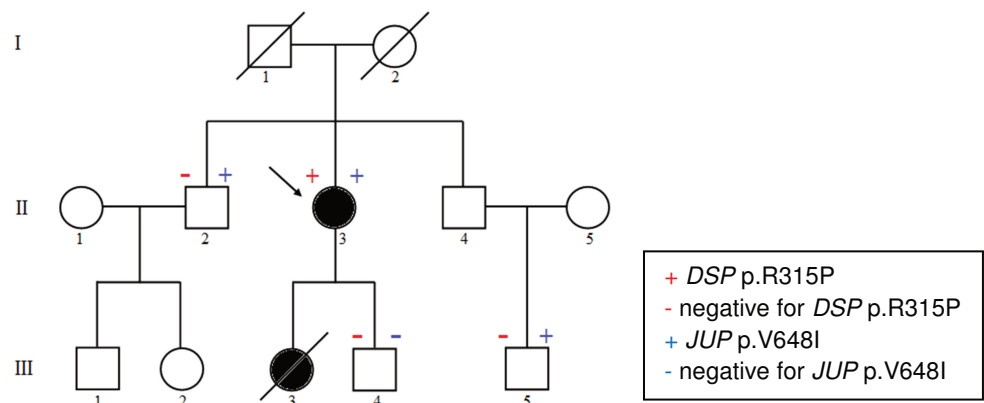 I
1 2
- + + +
II
1 2 3 4 5
- - - +
III
1 2 3 4 5
+ DSP p.R315P
- negative for DSP p.R315P
+ JUP p.V648I
- negative for JUP p.V648I